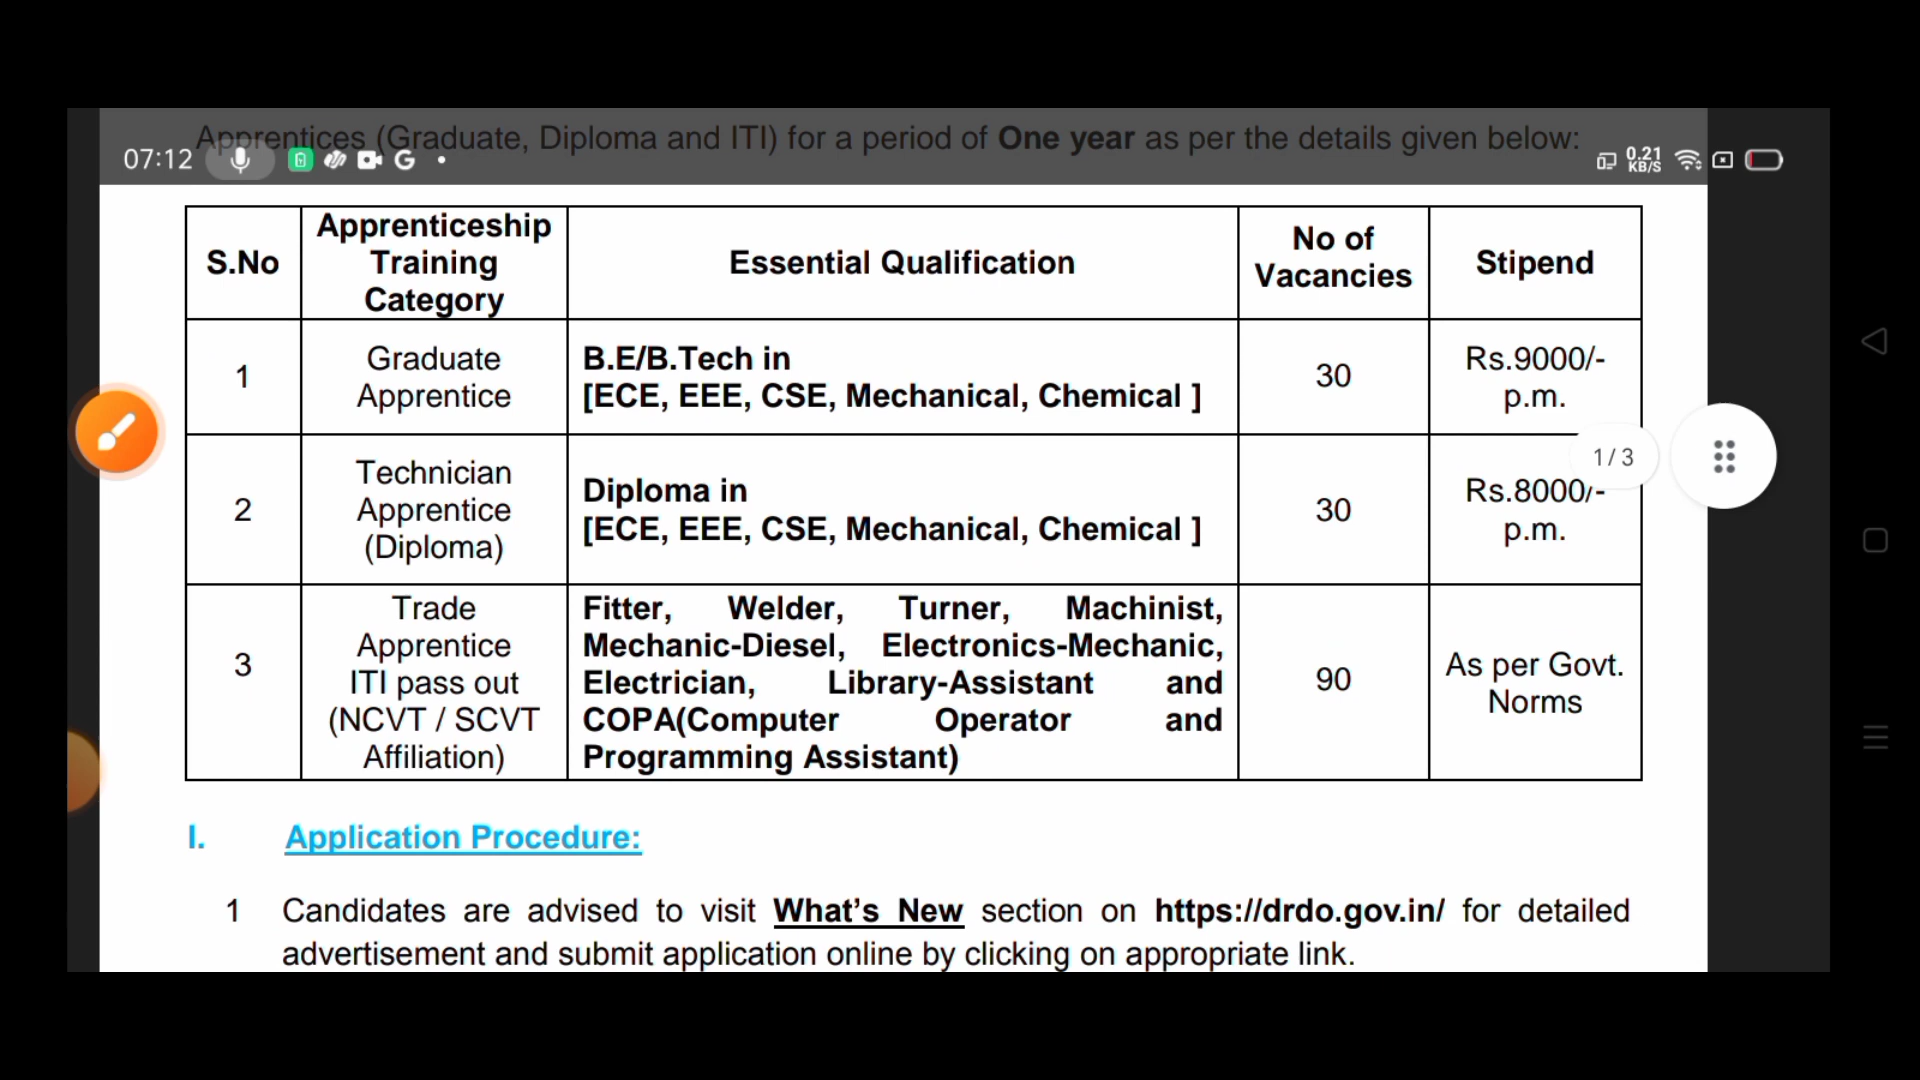 Apprentices (Graduate, Diploma and ITI) for a period of One year as per the details given below:
07:12
G
0.21
KB/S
S.No
Apprenticeship
Training
Category
Essential Qualification
No of
Vacancies
Stipend
1
Graduate
Apprentice
B.E/B.Tech in
[ECE, EEE, CSE, Mechanical, Chemical ]
30
Rs.9000/-
p.m.
1 / 3
2
Technician
Apprentice
(Diploma)
Diploma in
[ECE, EEE, CSE, Mechanical, Chemical ]
30
Rs.8000/-
p.m.
3
Trade
Apprentice
ITI pass out
(NCVT / SCVT
Affiliation)
Fitter, Welder, Turner, Machinist,
Mechanic-Diesel, Electronics-Mechanic,
Electrician, Library-Assistant and
COPA(Computer Operator and
Programming Assistant)
90
As per Govt.
Norms
I. Application Procedure:
1 Candidates are advised to visit What's New section on https://drdo.gov.in/ for detailed
advertisement and submit application online by clicking on appropriate link.